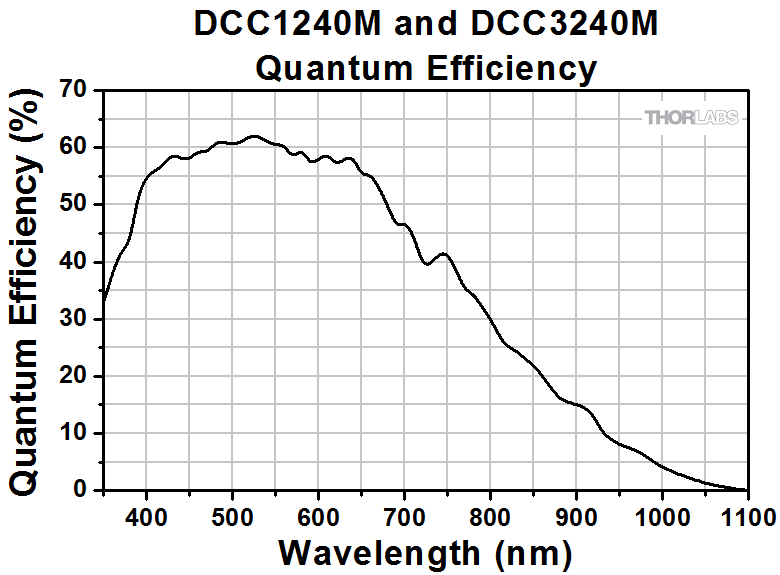 DCC1240M and DCC3240M
Quantum Efficiency
THORLABS
Quantum Efficiency (%)
70
60
50
40
30
20
10
0
400 500 600 700 800 900 1000 1100
Wavelength (nm)